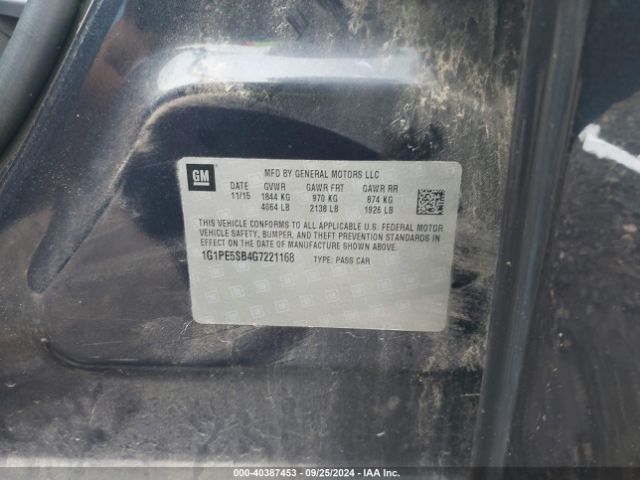 GM
MFD BY GENERAL MOTORS LLC
DATE GVWR GAWR FRT GAWR RR
11/15 1844 KG 970 KG 874 KG
4064 LB 2138 LB 1926 LB
THIS VEHICLE CONFORMS TO ALL APPLICABLE U.S. FEDERAL MOTOR
VEHICLE SAFETY, BUMPER, AND THEFT PREVENTION STANDARDS IN
EFFECT ON THE DATE OF MANUFACTURE SHOWN ABOVE.
1G1PE5SB4G7221168 TYPE: PASS CAR
000-40387453 - 09/25/2024 - IAA Inc.